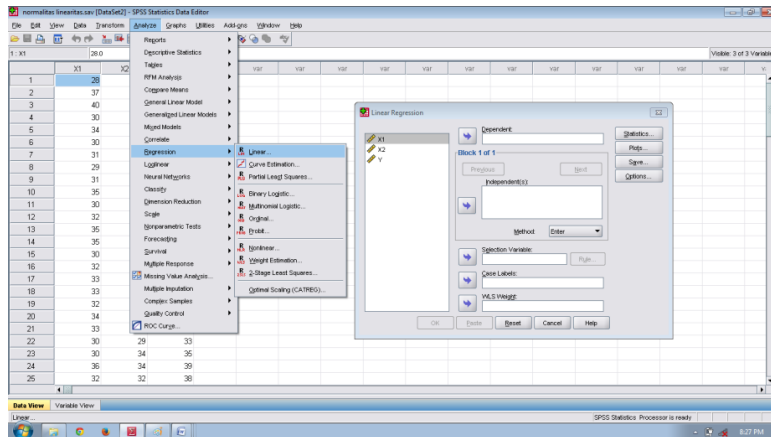 normalitas linearitas.sav [DataSet2] - SPSS Statistics Data Editor
File Edit View Data Transform Analyze Graphs Utilities Add-ons Window Help
1 : X1 28.0 Visible: 3 of 3 Variable
X1 X2 var var var var var var var var var
1 28
2 37
3 40
4 30
5 34
6 30
7 31
8 29
9 31
10 35
11 30
12 32
13 35
14 35
15 30
16 32
17 33
18 33
19 32
20 34
21 33
22 30 29 33
23 30 34 35
24 36 34 39
25 32 32 38
Reports
Descriptive Statistics
Tables
RFM Analysis
Compare Means
General Linear Model
Generalized Linear Models
Mixed Models
Correlate
Regression
Loglinear
Neural Networks
Classify
Dimension Reduction
Scale
Nonparametric Tests
Forecasting
Survival
Multiple Response
Missing Value Analysis...
Multiple Imputation
Complex Samples
Quality Control
ROC Curve...
Linear...
Curve Estimation...
Partial Least Squares...
Binary Logistic...
Multinomial Logistic...
Ordinal...
Probit...
Nonlinear...
Weight Estimation...
2-Stage Least Squares...
Optimal Scaling (CATREG)...
Linear Regression
X1
X2
Y
Dependent:
Block 1 of 1
Previous Next
Independent(s):
Method: Enter
Selection Variable:
Rule...
Case Labels:
WLS Weight:
Statistics...
Plots...
Save...
Options...
OK Paste Reset Cancel Help
Data View Variable View
Linear... SPSS Statistics Processor is ready
8:27 PM